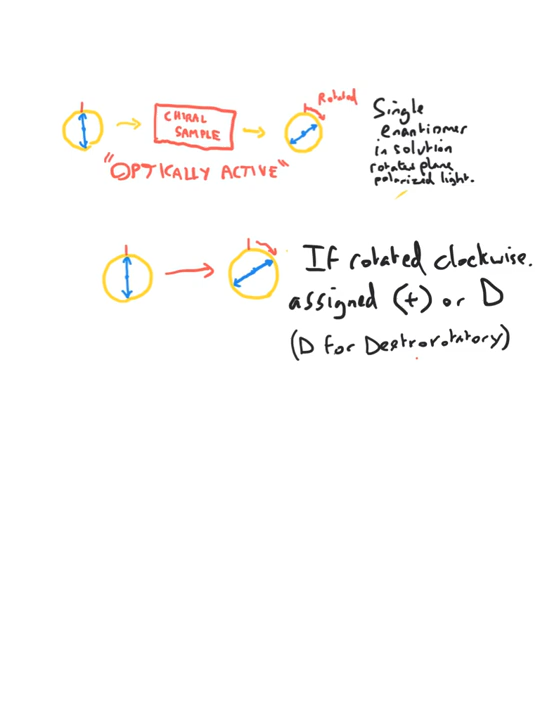 Rotated
CHIRAL
SAMPLE
"OPTICALLY ACTIVE"
Single
enantiomer
in solution
rotates plane
polarized light.
If rotated clockwise.
assigned (+) or D
(D for Dextrorotatory)